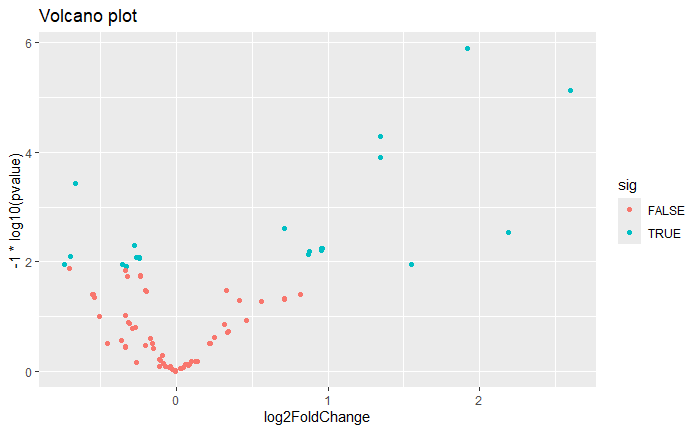 Volcano plot
6
4
2
0
-1 * log10(pvalue)
0
1
2
log2FoldChange
sig
FALSE
TRUE